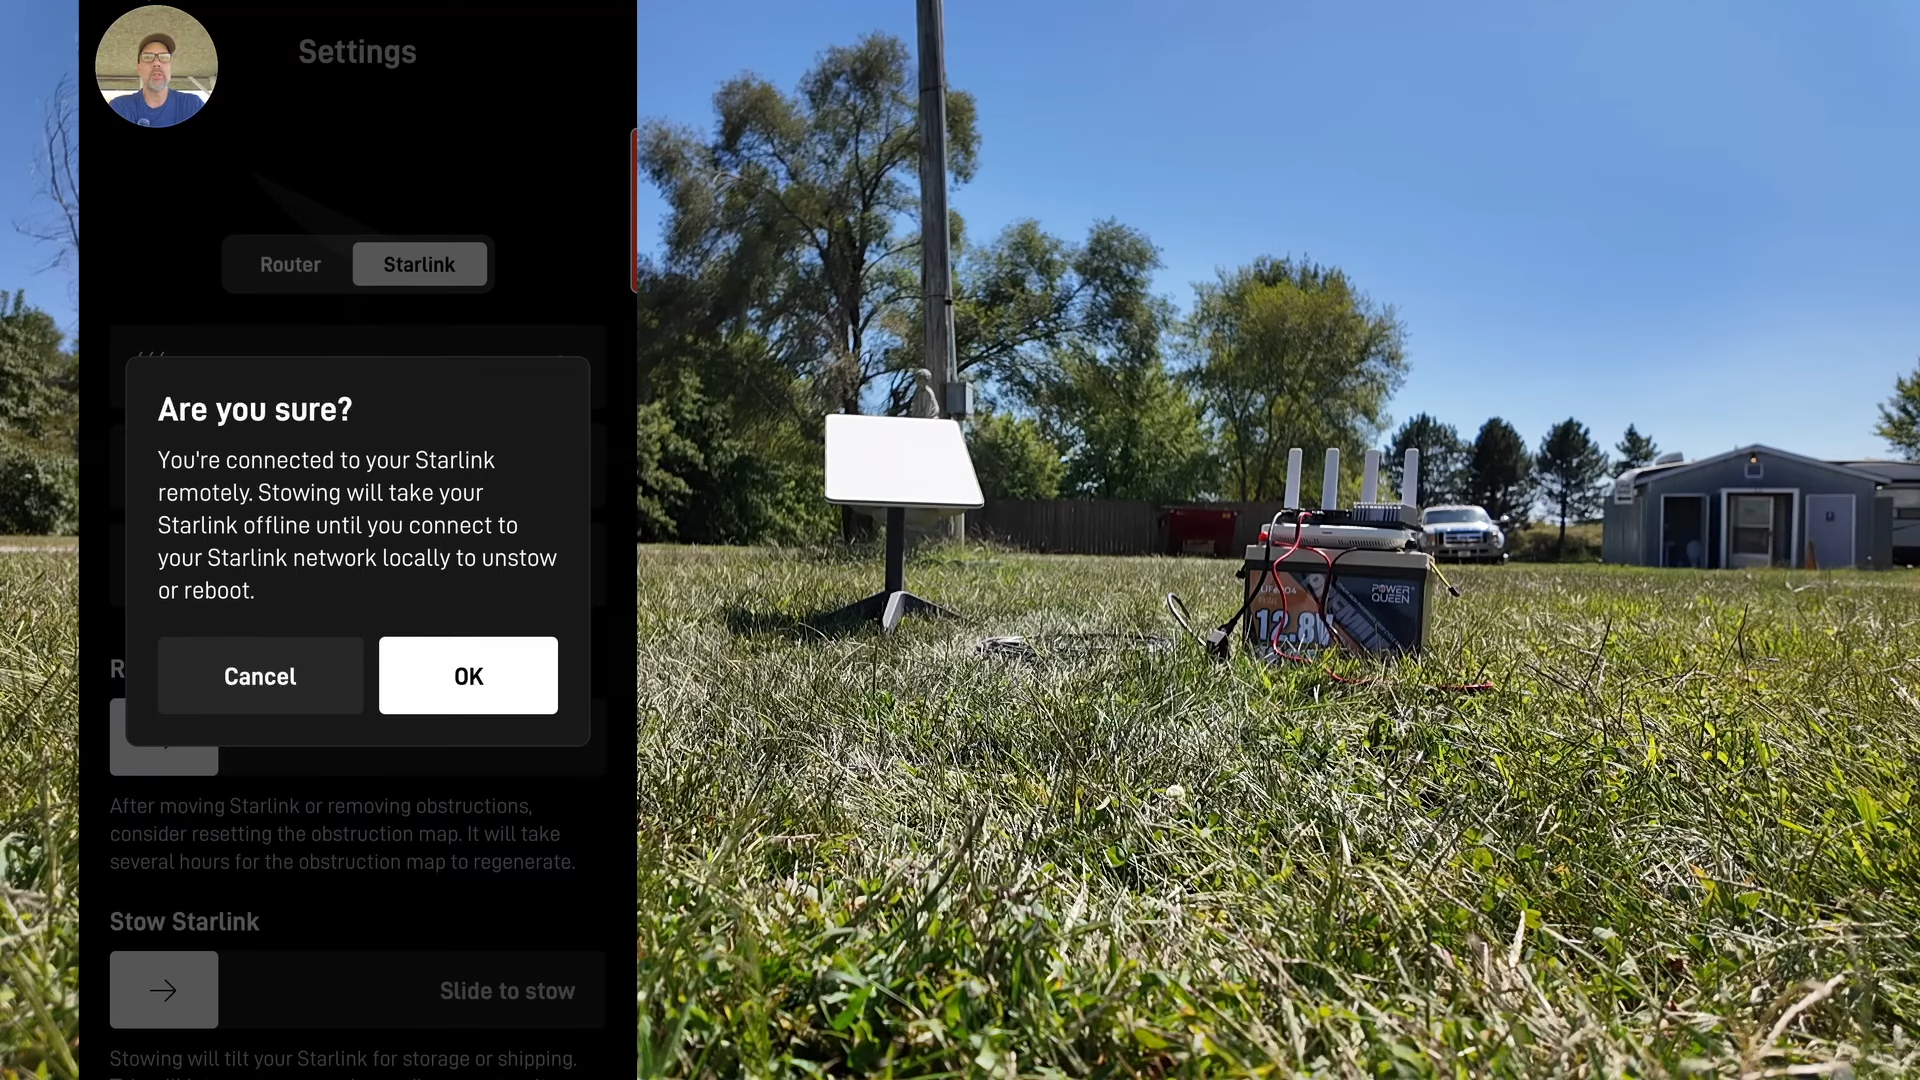 Settings
Router
Starlink
Are you sure?
You're connected to your Starlink
remotely. Stowing will take your
Starlink offline until you connect to
your Starlink network locally to unstow
or reboot.
Cancel
OK
R
After moving Starlink or removing obstructions,
consider resetting the obstruction map. It will take
several hours for the obstruction map to regenerate.
Stow Starlink
Slide to stow
Stowing will tilt your Starlink for storage or shipping.
LiFePO4
POWER
QUEEN
12.8V